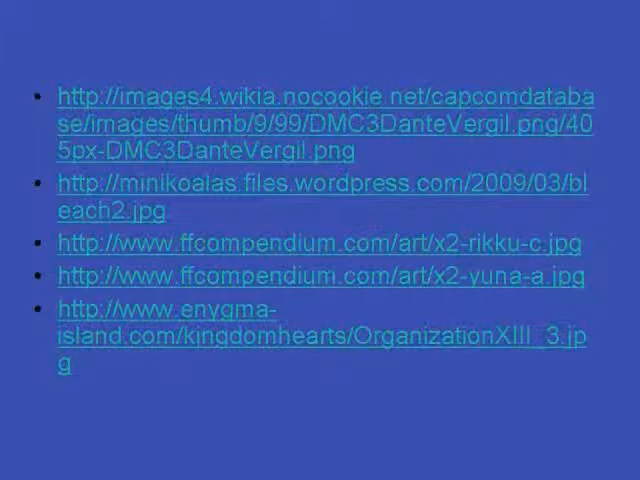 • http://images4.wikia.nocookie.net/capcomdataba
se/images/thumb/9/99/DMC3DanteVergil.png/40
5px-DMC3DanteVergil.png
• http://minikoalas.files.wordpress.com/2009/03/bl
each2.jpg
• http://www.ffcompendium.com/art/x2-rikku-c.jpg
• http://www.ffcompendium.com/art/x2-yuna-a.jpg
• http://www.enygma-
island.com/kingdomhearts/OrganizationXIII_3.jp
g